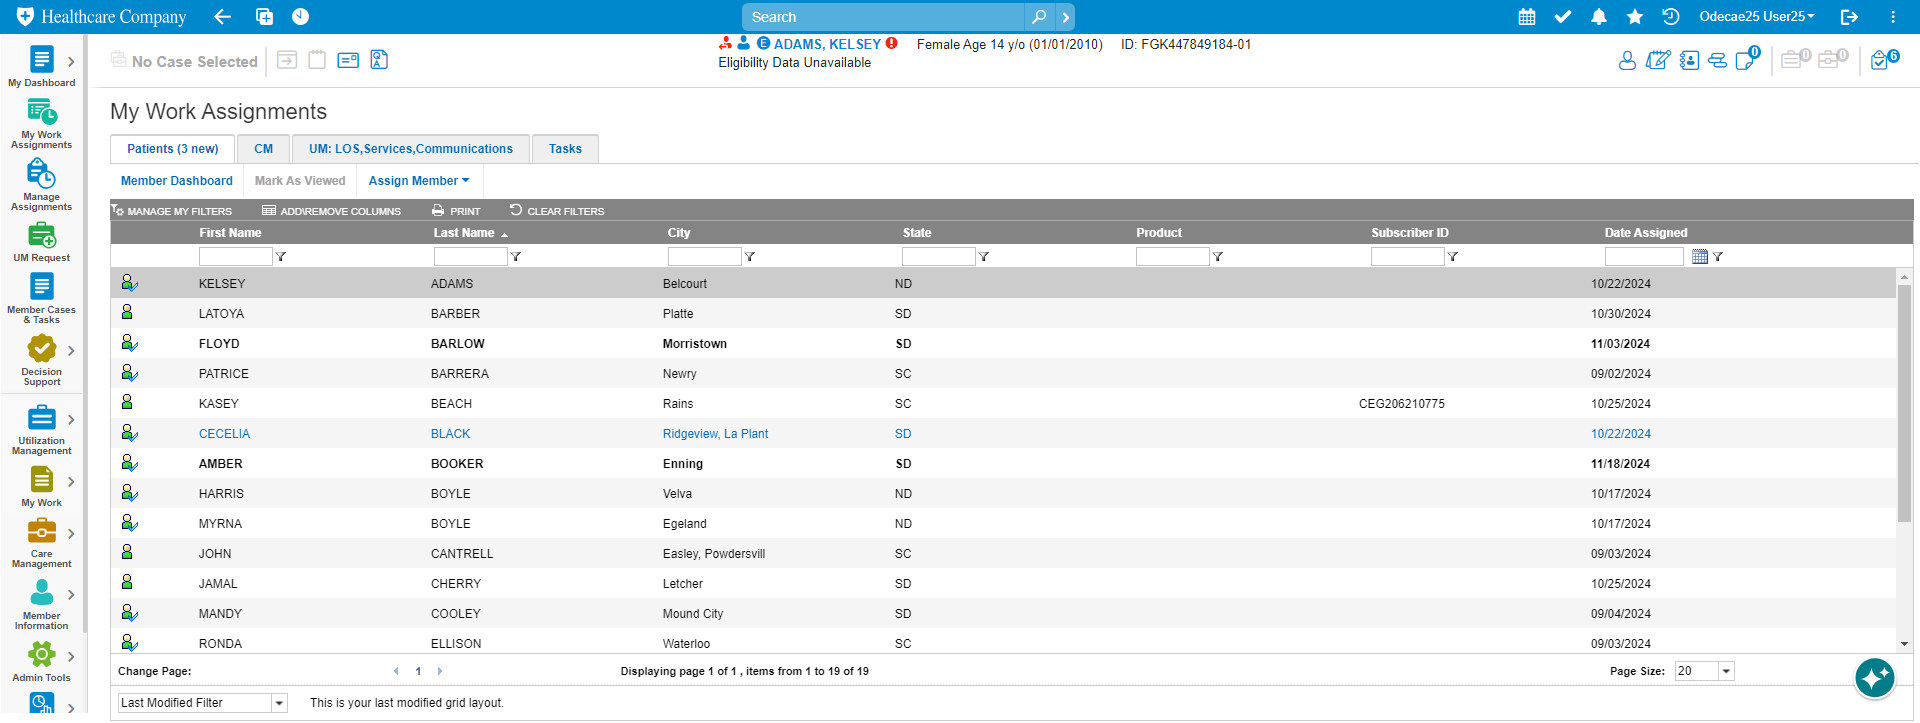 Healthcare Company
Search
Odecae25 User25
My Dashboard
My Work
Assignments
Manage
Assignments
UM Request
Member Cases
& Tasks
Decision
Support
Utilization
Management
My Work
Care
Management
Member
Information
Admin Tools
No Case Selected
E ADAMS, KELSEY Female Age 14 y/o (01/01/2010) ID: FGK447849184-01
Eligibility Data Unavailable
0 0 0 6
My Work Assignments
Patients (3 new) CM UM: LOS,Services,Communications Tasks
Member Dashboard Mark As Viewed Assign Member
MANAGE MY FILTERS ADD\REMOVE COLUMNS PRINT CLEAR FILTERS
First Name Last Name City State Product Subscriber ID Date Assigned
KELSEY ADAMS Belcourt ND 10/22/2024
LATOYA BARBER Platte SD 10/30/2024
FLOYD BARLOW Morristown SD 11/03/2024
PATRICE BARRERA Newry SC 09/02/2024
KASEY BEACH Rains SC CEG206210775 10/25/2024
CECELIA BLACK Ridgeview, La Plant SD 10/22/2024
AMBER BOOKER Enning SD 11/18/2024
HARRIS BOYLE Velva ND 10/17/2024
MYRNA BOYLE Egeland ND 10/17/2024
JOHN CANTRELL Easley, Powdersvill SC 09/03/2024
JAMAL CHERRY Letcher SD 10/25/2024
MANDY COOLEY Mound City SD 09/04/2024
RONDA ELLISON Waterloo SC 09/03/2024
Change Page: 1 Displaying page 1 of 1 , items from 1 to 19 of 19 Page Size: 20
Last Modified Filter This is your last modified grid layout.